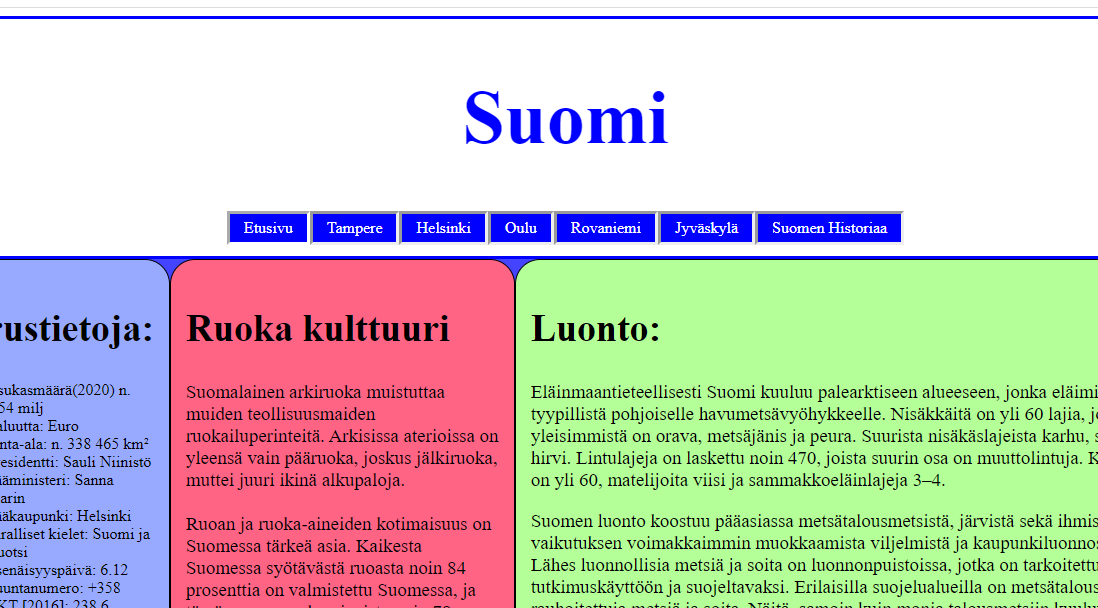 Suomi
Etusivu Tampere Helsinki Oulu Rovaniemi Jyväskylä Suomen Historiaa
rustietoja:
sukasmäärä(2020) n.
54 milj
aluutta: Euro
nta-ala: n. 338 465 km²
esidentti: Sauli Niinistö
äministeri: Sanna
arin
ääkaupunki: Helsinki
ralliset kielet: Suomi ja
uotsi
senäisyyspäivä: 6.12
untanumero: +358
KT [2016]: 238.6
Ruoka kulttuuri
Suomalainen arkiruoka muistuttaa
muiden teollisuusmaiden
ruokailuperinteitä. Arkisissa aterioissa on
yleensä vain pääruoka, joskus jälkiruoka,
muttei juuri ikinä alkupaloja.
Ruoan ja ruoka-aineiden kotimaisuus on
Suomessa tärkeä asia. Kaikesta
Suomessa syötävästä ruoasta noin 84
prosenttia on valmistettu Suomessa, ja
Luonto:
Eläinmaantieteellisesti Suomi kuuluu palearktiseen alueeseen, jonka eläimi
tyypillistä pohjoiselle havumetsävyöhykkeelle. Nisäkkäitä on yli 60 lajia, jo
yleisimmistä on orava, metsäjänis ja peura. Suurista nisäkäslajeista karhu, s
hirvi. Lintulajeja on laskettu noin 470, joista suurin osa on muuttolintuja. K
on yli 60, matelijoita viisi ja sammakkoeläinlajeja 3–4.
Suomen luonto koostuu pääasiassa metsätalousmetsistä, järvistä sekä ihmis
vaikutuksen voimakkaimmin muokkaamista viljelmistä ja kaupunkiluonnos
Lähes luonnollisia metsiä ja soita on luonnonpuistoissa, jotka on tarkoitettu
tutkimuskäyttöön ja suojeltavaksi. Erilaisilla suojelualueilla on metsätalous